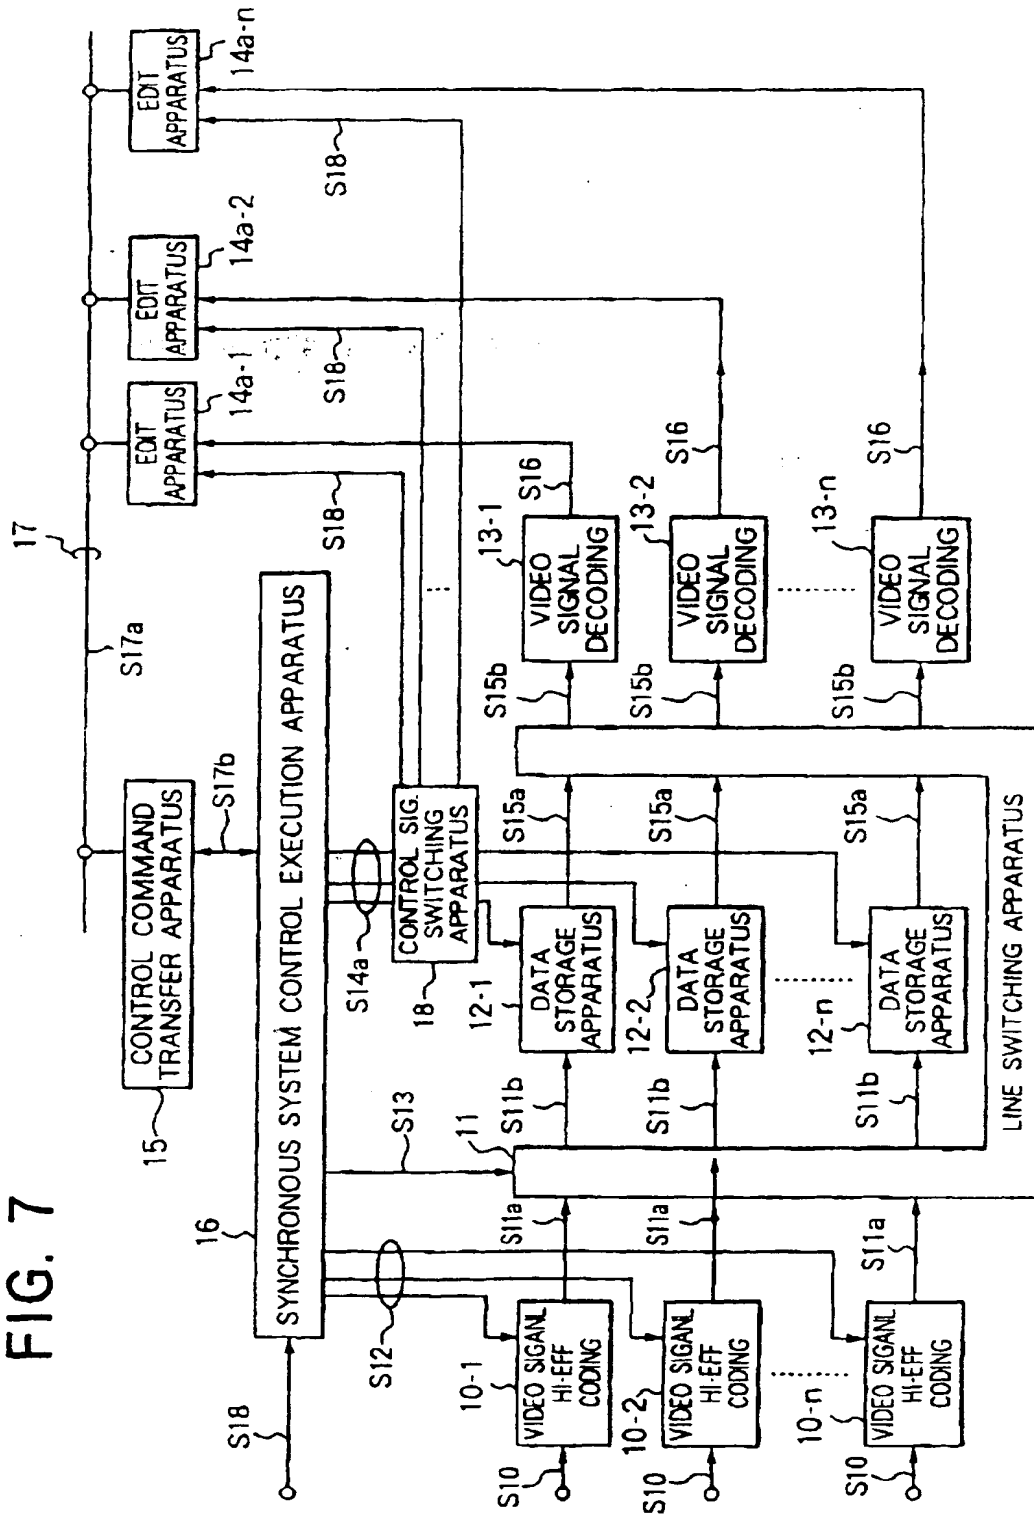 FIG. 7
17
S17a
CONTROL COMMAND
TRANSFER APPARATUS
15
S17b
EDIT
APPARATUS
14a-1
EDIT
APPARATUS
14a-2
EDIT
APPARATUS
14a-n
S18
S18
S18
S18
16
SYNCHRONOUS SYSTEM CONTROL EXECUTION APPARATUS
S12
S13
S14a
CONTROL SIG.
SWITCHING
APPARATUS
18
S10
10-1
VIDEO SIGANL
HI-EFF
CODING
S11a
11
S11b
12-1
DATA
STORAGE
APPARATUS
S15a
S15b
13-1
VIDEO
SIGNAL
DECODING
S16
S10
10-2
VIDEO SIGANL
HI-EFF
CODING
S11a
S11b
12-2
DATA
STORAGE
APPARATUS
S15a
S15b
13-2
VIDEO
SIGNAL
DECODING
S16
S10
10-n
VIDEO SIGANL
HI-EFF
CODING
S11a
S11b
12-n
DATA
STORAGE
APPARATUS
S15a
S15b
13-n
VIDEO
SIGNAL
DECODING
S16
LINE SWITCHING APPARATUS